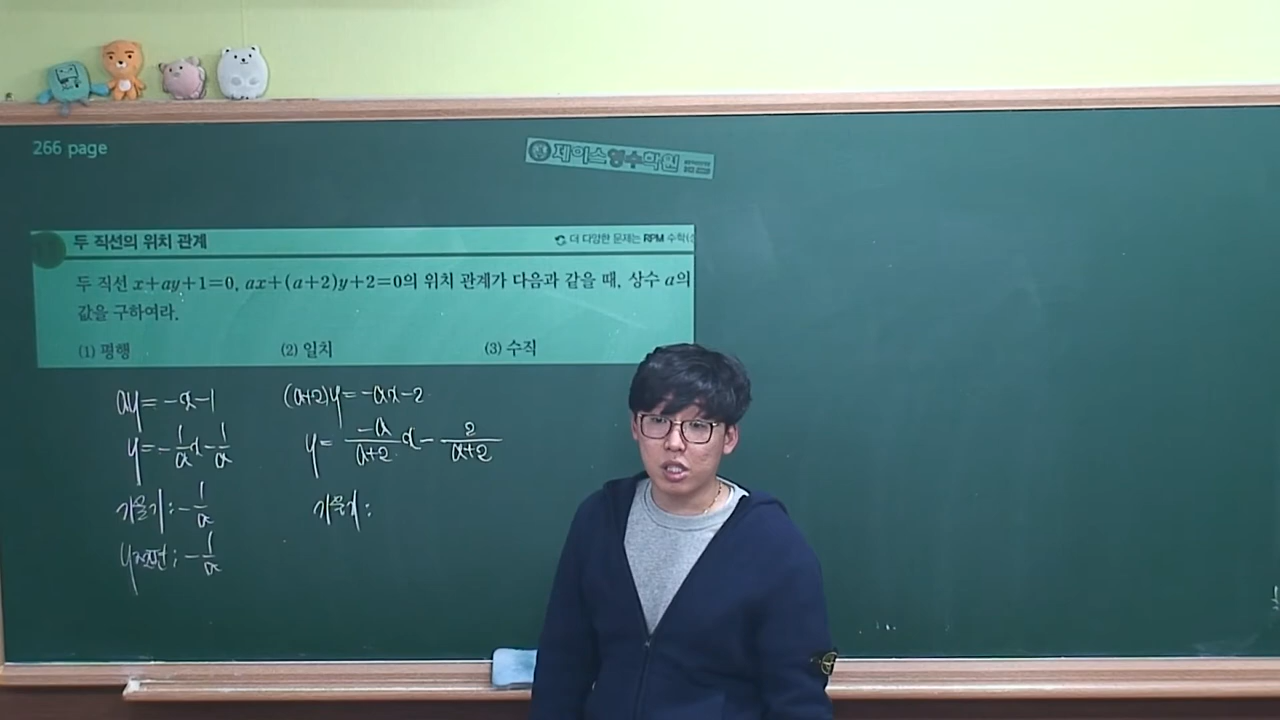 266 page
제이스영수학원
두 직선의 위치 관계
더 다양한 문제는 RPM 수학(
두 직선 x+ay+1=0, ax+(a+2)y+2=0의 위치 관계가 다음과 같을 때, 상수 a의
값을 구하여라.
(1) 평행 (2) 일치 (3) 수직
ay=-x-1 (a+2)y=-ax-2
y=-1/a x-1/a y=-a/a+2 x-2/a+2
기울기:-1/a 기울기:
y절편:-1/a